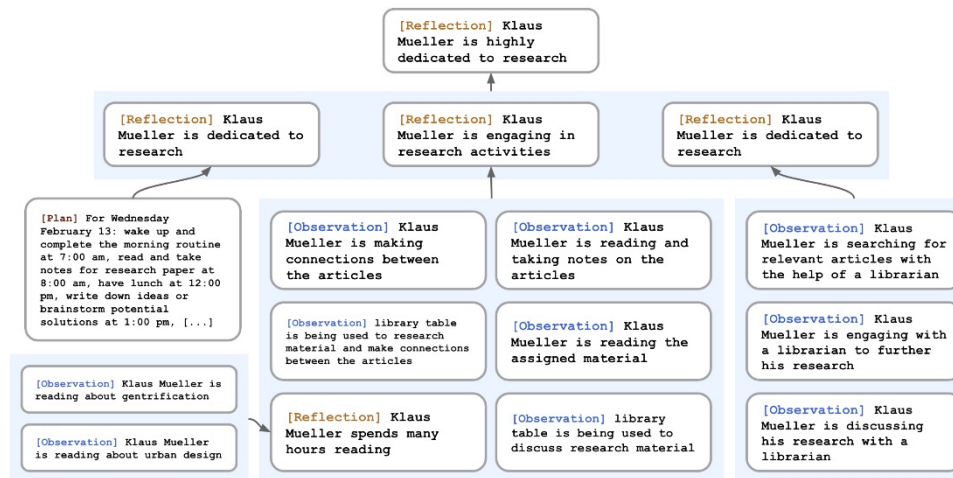 [Reflection] Klaus
Mueller is highly
dedicated to research
[Reflection] Klaus
Mueller is dedicated to
research
[Reflection] Klaus
Mueller is engaging in
research activities
[Reflection] Klaus
Mueller is dedicated to
research
[Plan] For Wednesday
February 13: wake up and
complete the morning routine
at 7:00 am, read and take
notes for research paper at
8:00 am, have lunch at 12:00
pm, write down ideas or
brainstorm potential
solutions at 1:00 pm, [...]
[Observation] Klaus Mueller is
reading about gentrification
[Observation] Klaus Mueller
is reading about urban design
[Observation] Klaus
Mueller is making
connections between
the articles
[Observation] Klaus
Mueller is reading and
taking notes on the
articles
[Observation] library table
is being used to research
material and make connections
between the articles
[Observation] Klaus
Mueller is reading the
assigned material
[Reflection] Klaus
Mueller spends many
hours reading
[Observation] library
table is being used to
discuss research material
[Observation] Klaus
Mueller is searching for
relevant articles with
the help of a librarian
[Observation] Klaus
Mueller is engaging with
a librarian to further
his research
[Observation] Klaus
Mueller is discussing
his research with a
librarian